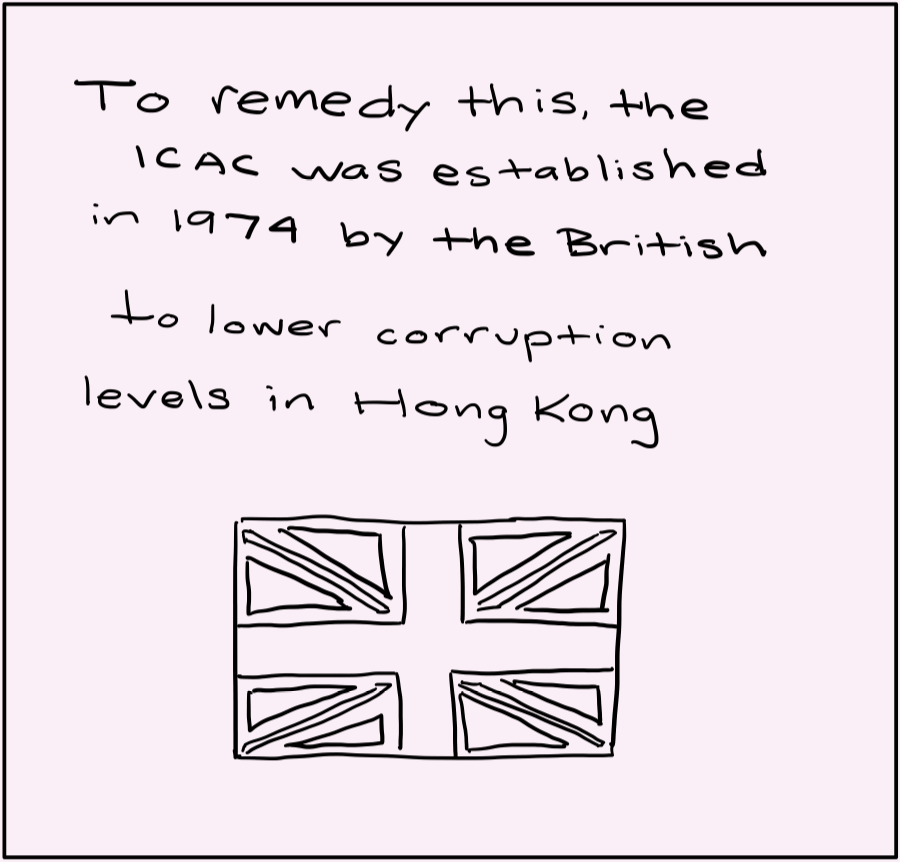 To remedy this, the
ICAC was established
in 1974 by the British
to lower corruption
levels in Hong Kong